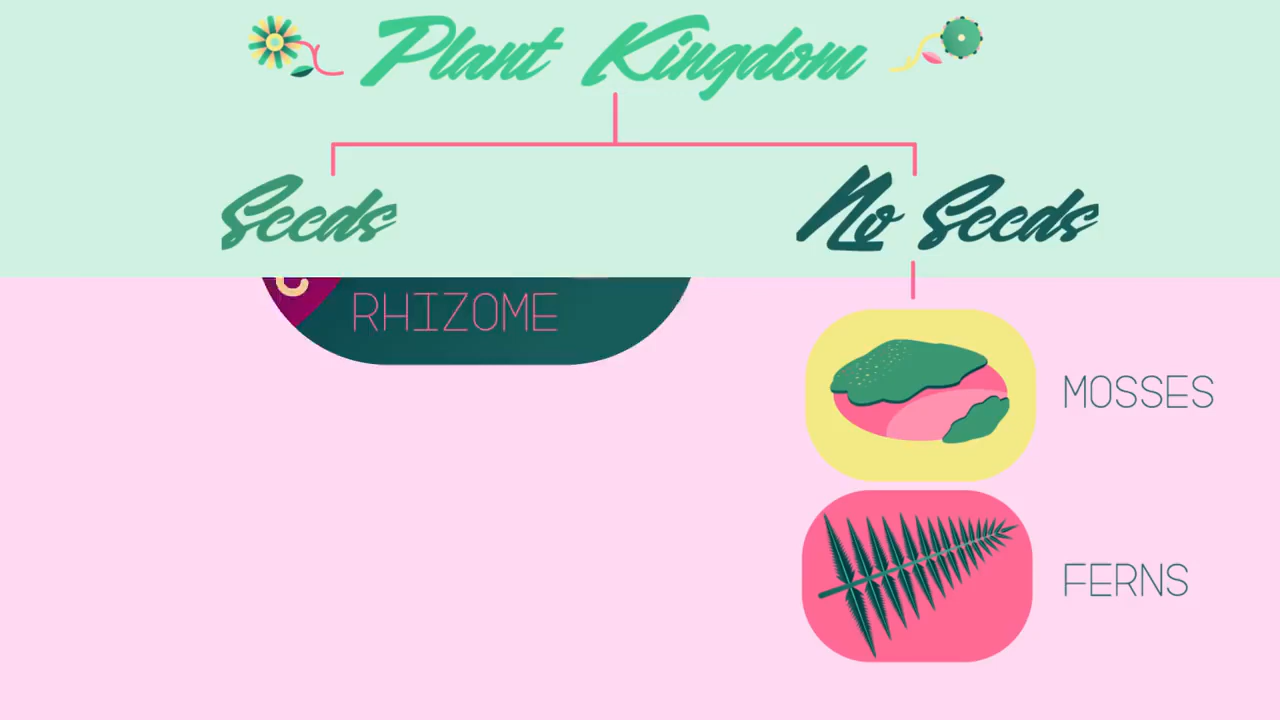 Plant Kingdom
Seeds
No Seeds
RHIZOME
MOSSES
FERNS